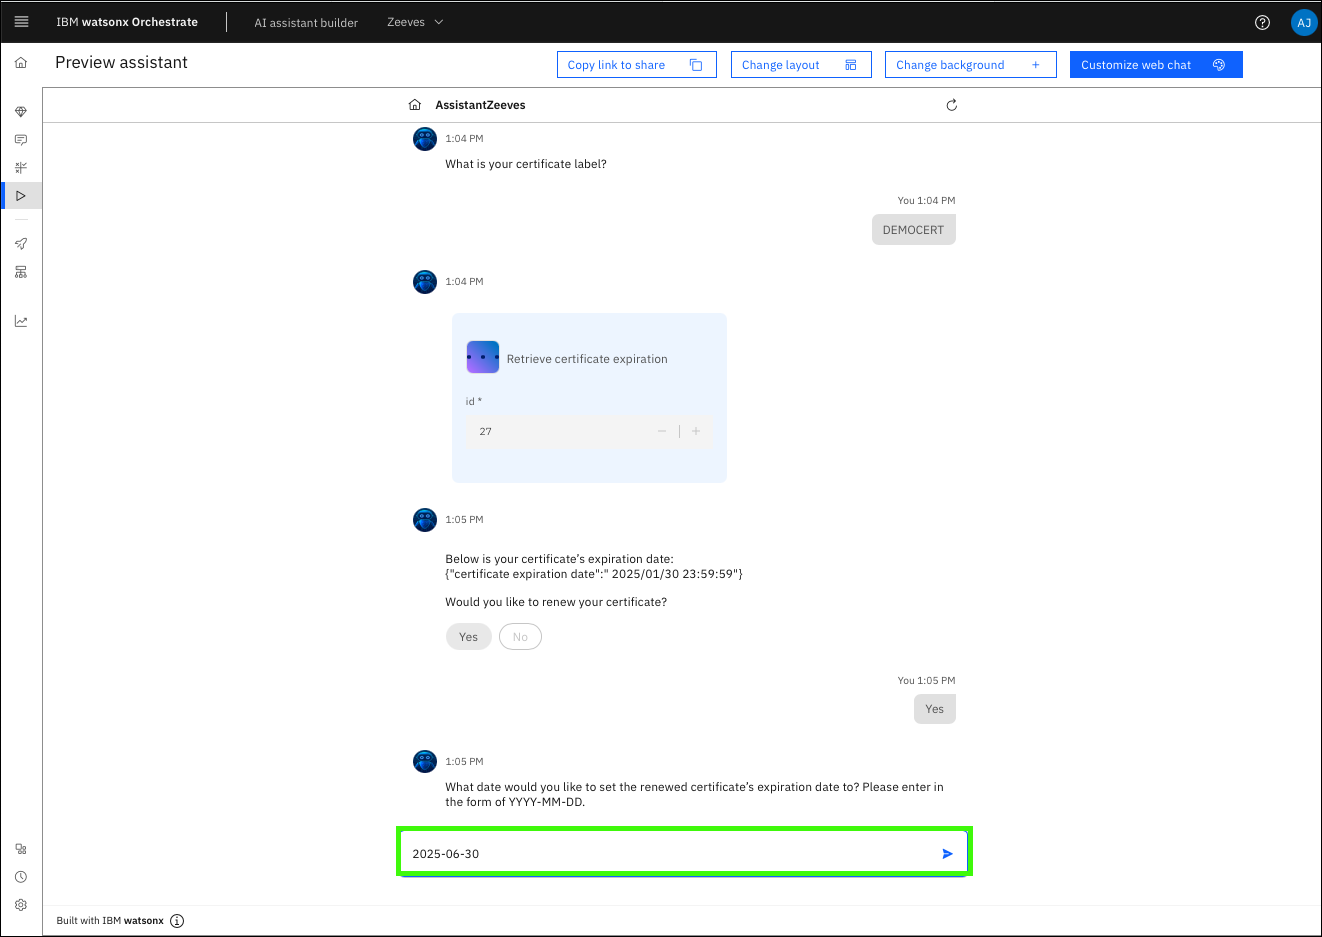 IBM watsonx Orchestrate
AI assistant builder
Zeeves
AJ
Preview assistant
Copy link to share
Change layout
Change background
Customize web chat
AssistantZeeves
1:04 PM
What is your certificate label?
You 1:04 PM
DEMOCERT
1:04 PM
Retrieve certificate expiration
id *
27
1:05 PM
Below is your certificate’s expiration date:
{"certificate expiration date":" 2025/01/30 23:59:59"}
Would you like to renew your certificate?
Yes
No
You 1:05 PM
Yes
1:05 PM
What date would you like to set the renewed certificate’s expiration date to? Please enter in
the form of YYYY-MM-DD.
2025-06-30
Built with IBM watsonx